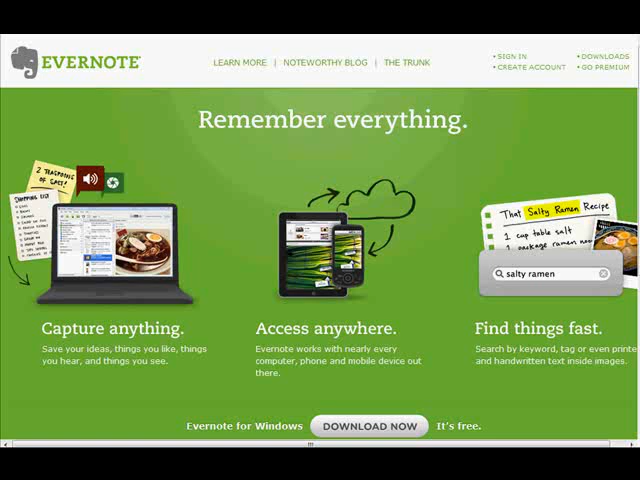 EVERNOTE
LEARN MORE | NOTEWORTHY BLOG | THE TRUNK
• SIGN IN
• DOWNLOADS
• CREATE ACCOUNT
• GO PREMIUM
Remember everything.
2 TEASPOONS
OF SALT!
SHOPPING LIST
That Salty Ramen Recipe
1 cup table salt
1 package ramen noo
salty ramen
Capture anything.
Save your ideas, things you like, things
you hear, and things you see.
Access anywhere.
Evernote works with nearly every
computer, phone and mobile device out
there.
Find things fast.
Search by keyword, tag or even printe
and handwritten text inside images.
Evernote for Windows DOWNLOAD NOW It's free.